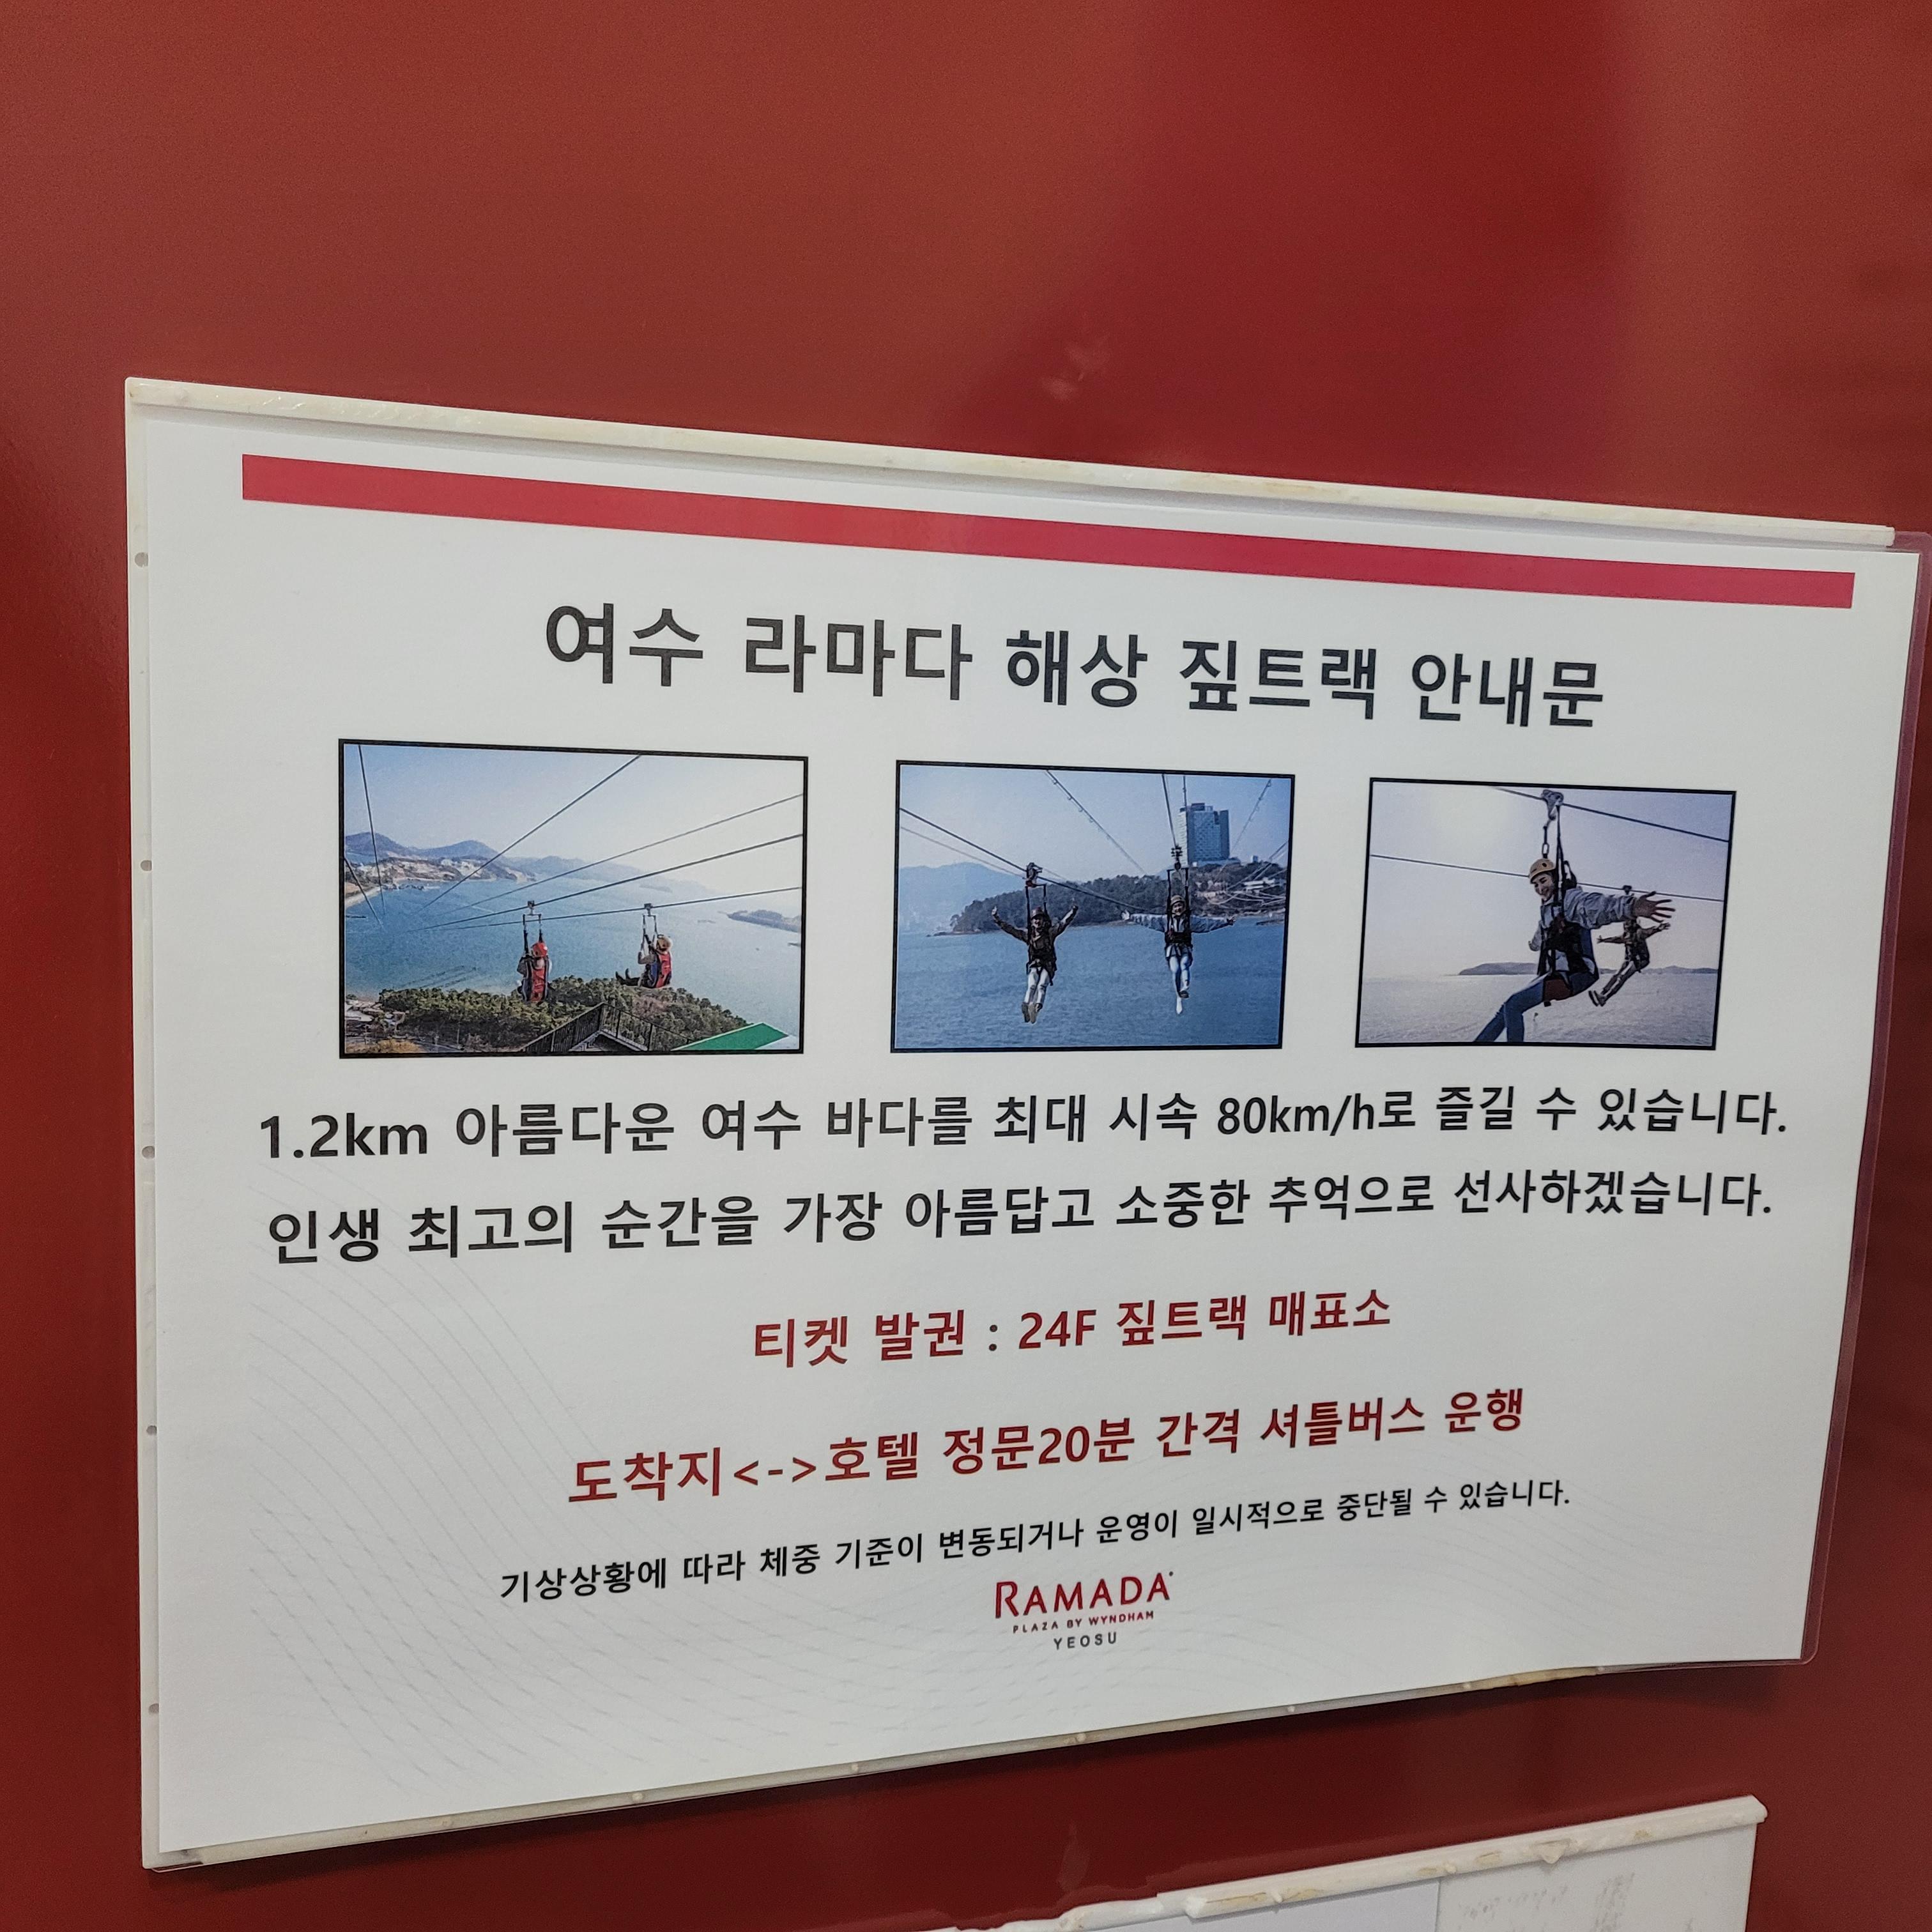 여수 라마다 해상 짚트랙 안내문
1.2km 아름다운 여수 바다를 최대 시속 80km/h로 즐길 수 있습니다.
인생 최고의 순간을 가장 아름답고 소중한 추억으로 선사하겠습니다.
티켓 발권 : 24F 짚트랙 매표소
도착지<->호텔 정문20분 간격 셔틀버스 운행
기상상황에 따라 체중 기준이 변동되거나 운영이 일시적으로 중단될 수 있습니다.
RAMADA
PLAZA BY WYNDHAM
YEOSU